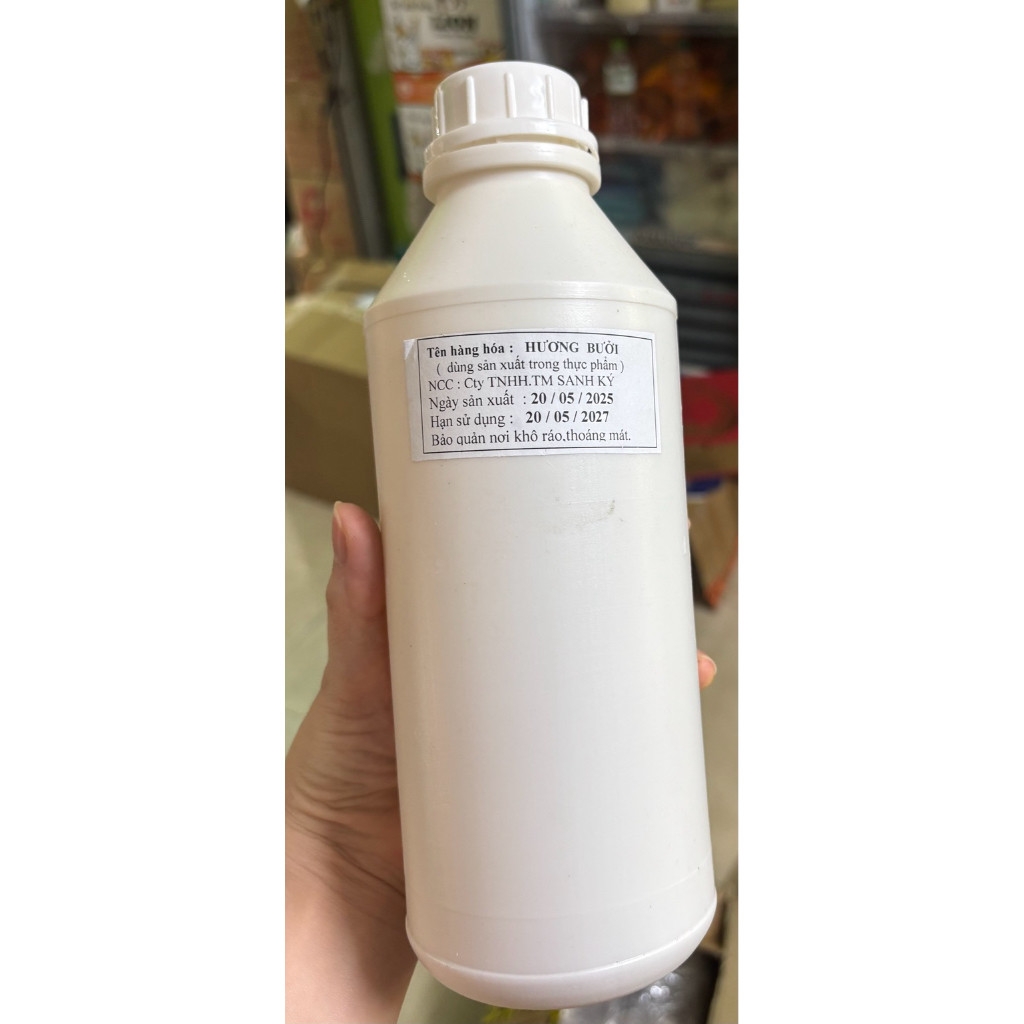 Tên hàng hóa : HƯƠNG BƯỞI
( dùng sản xuất trong thực phẩm )
NCC : Cty TNHH.TM SANH KÝ
Ngày sản xuất : 20 / 05 / 2025
Hạn sử dụng : 20 / 05 / 2027
Bảo quản nơi khô ráo,thoáng mát.